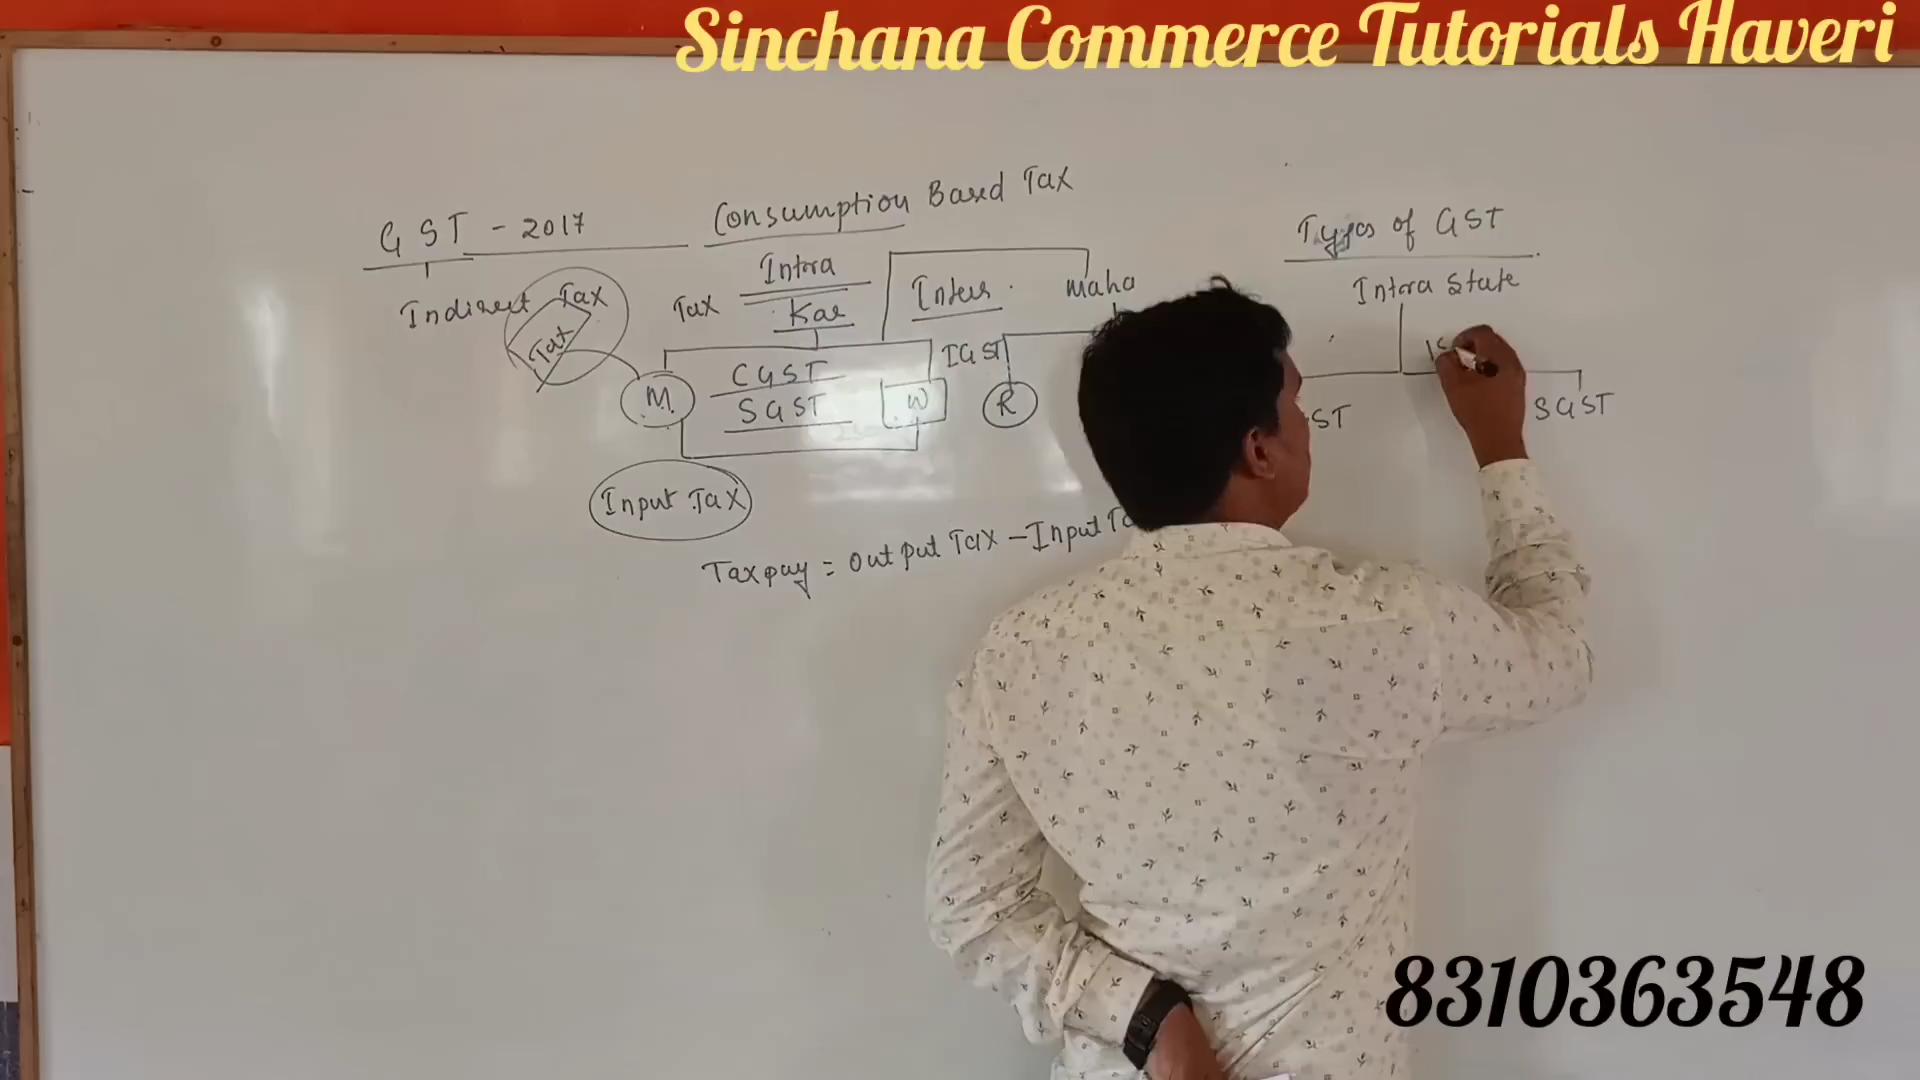 Sinchana Commerce Tutorials Haveri
GST - 2017
Consumption Based Tax
Indirect Tax
Tax
Tax
Intra
Kar
Inter
Maha
CGST
SGST
IGST
M
W
R
Input Tax
Taxpay = Output Tax - Input
Types of GST
Intra State
ST
SGST
8310363548